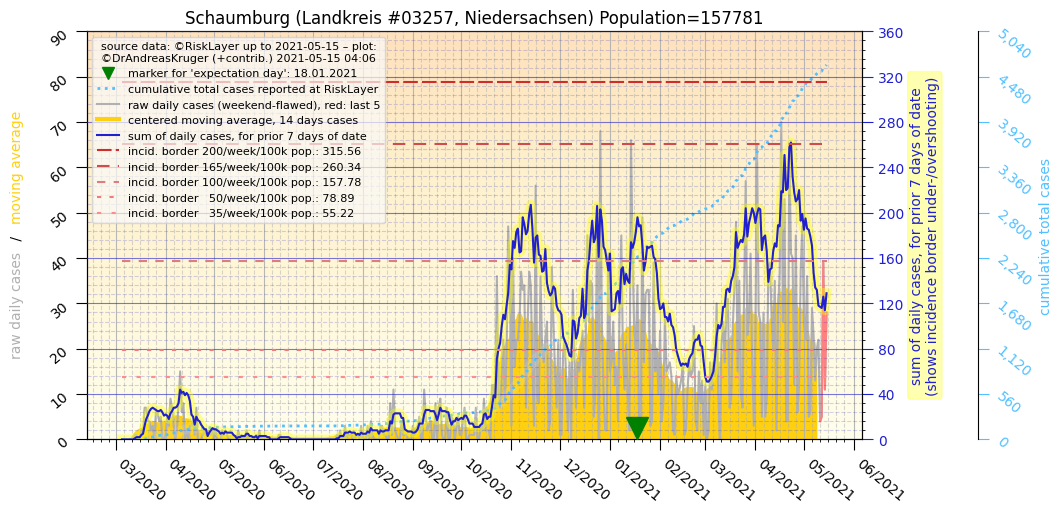 Schaumburg (Landkreis #03257, Niedersachsen) Population=157781
source data: ©RiskLayer up to 2021-05-15 – plot:
©DrAndreasKruger (+contrib.) 2021-05-15 04:06
marker for 'expectation day': 18.01.2021
cumulative total cases reported at RiskLayer
raw daily cases (weekend-flawed), red: last 5
centered moving average, 14 days cases
sum of daily cases, for prior 7 days of date
incid. border 200/week/100k pop.: 315.56
incid. border 165/week/100k pop.: 260.34
incid. border 100/week/100k pop.: 157.78
incid. border   50/week/100k pop.: 78.89
incid. border   35/week/100k pop.: 55.22
raw daily cases / moving average
90
80
70
60
50
40
30
20
10
0
03/2020
04/2020
05/2020
06/2020
07/2020
08/2020
09/2020
10/2020
11/2020
12/2020
01/2021
02/2021
03/2021
04/2021
05/2021
06/2021
360
320
280
240
200
160
120
80
40
0
sum of daily cases, for prior 7 days of date
(shows incidence border under-/overshooting)
5,040
4,480
3,920
3,360
2,800
2,240
1,680
1,120
560
0
cumulative total cases